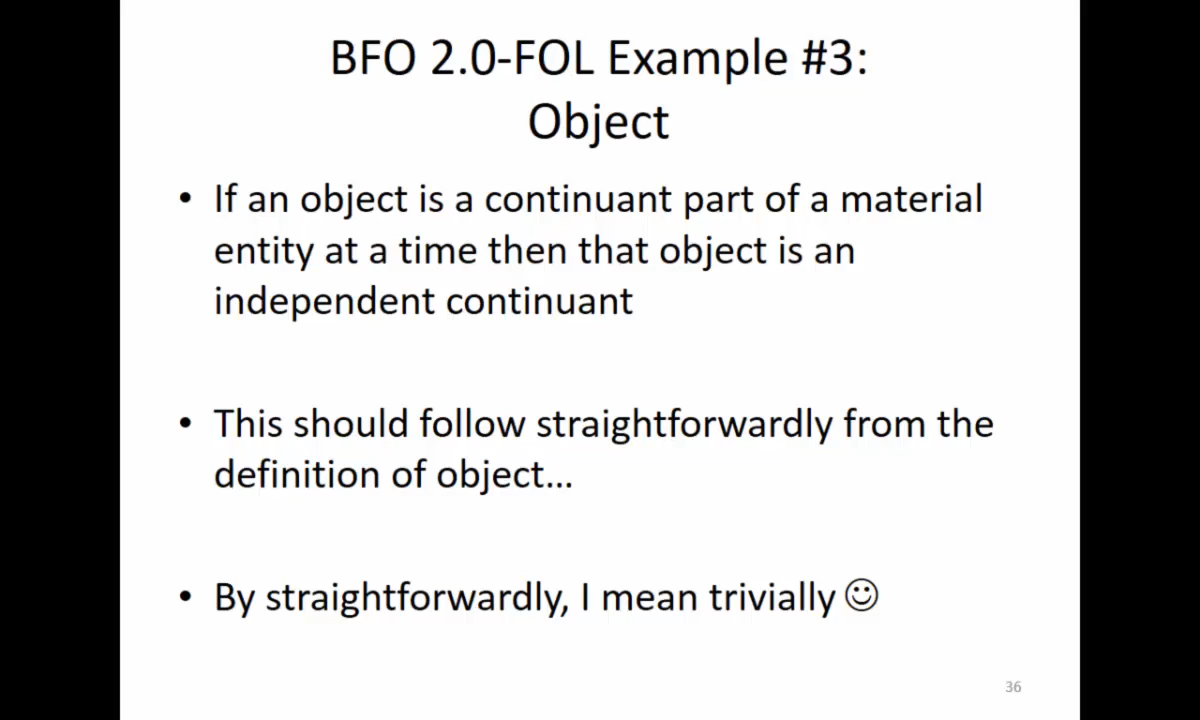 BFO 2.0-FOL Example #3:
Object
• If an object is a continuant part of a material
entity at a time then that object is an
independent continuant
• This should follow straightforwardly from the
definition of object...
• By straightforwardly, I mean trivially ☺
36